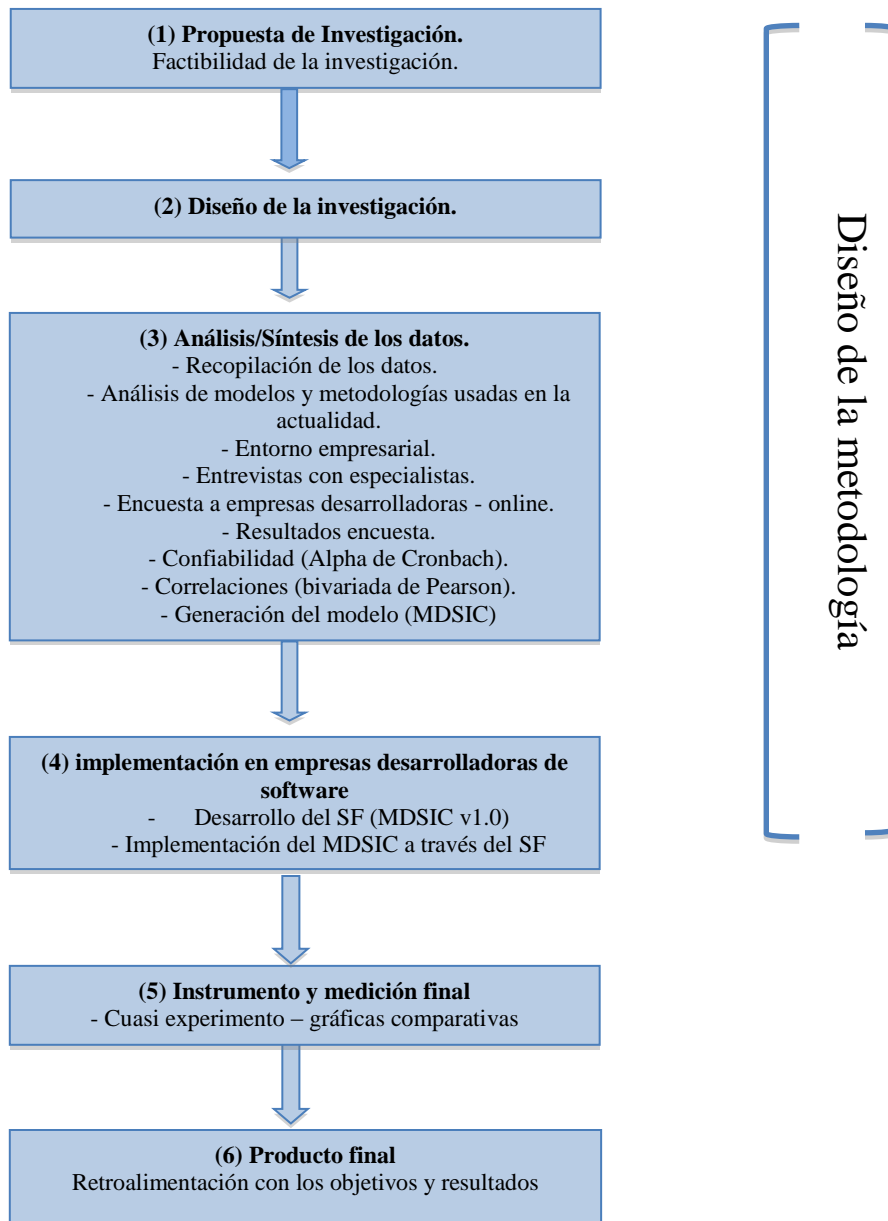 (1) Propuesta de Investigación.
Factibilidad de la investigación.
(2) Diseño de la investigación.
(3) Análisis/Síntesis de los datos.
- Recopilación de los datos.
- Análisis de modelos y metodologías usadas en la
actualidad.
- Entorno empresarial.
- Entrevistas con especialistas.
- Encuesta a empresas desarrolladoras - online.
- Resultados encuesta.
- Confiabilidad (Alpha de Cronbach).
- Correlaciones (bivariada de Pearson).
- Generación del modelo (MDSIC)
(4) implementación en empresas desarrolladoras de
software
- Desarrollo del SF (MDSIC v1.0)
- Implementación del MDSIC a través del SF
(5) Instrumento y medición final
- Cuasi experimento – gráficas comparativas
(6) Producto final
Retroalimentación con los objetivos y resultados
Diseño de la metodología